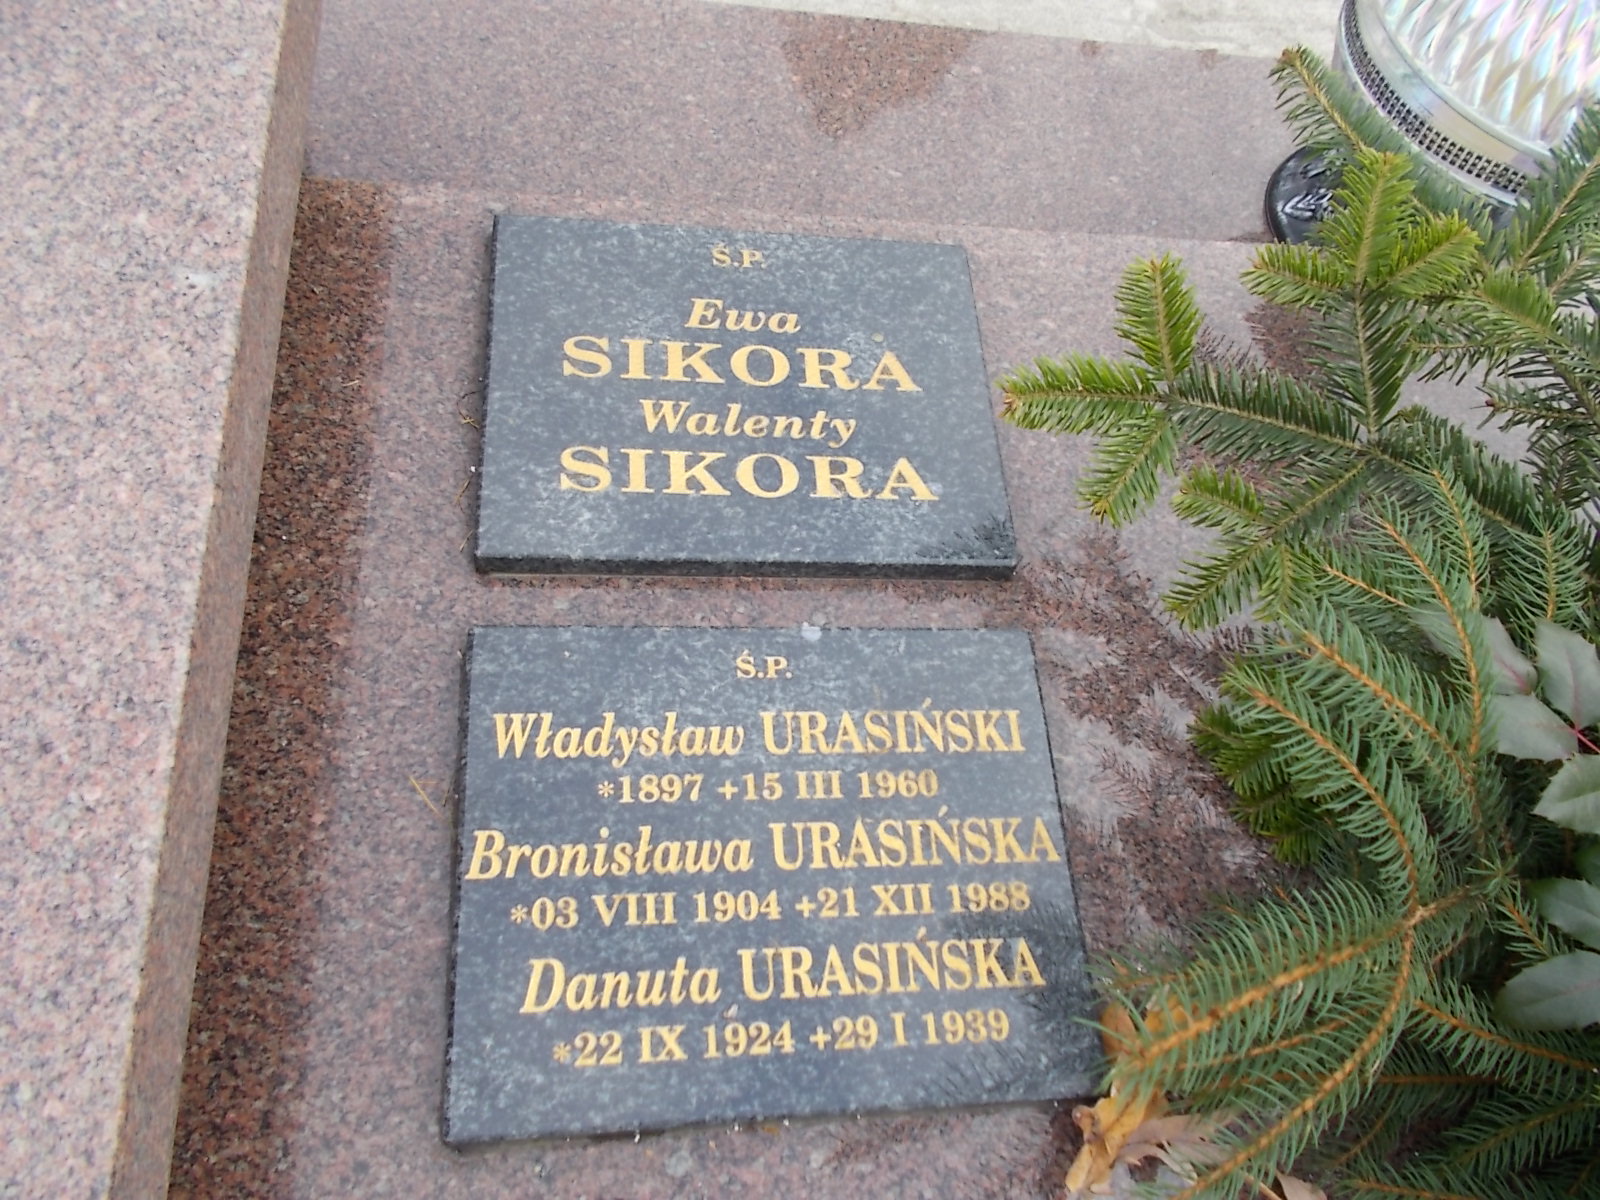 Ś.P.
Ewa
SIKORA
Walenty
SIKORA
Ś.P.
Władysław URASIŃSKI
*1897 +15 III 1960
Bronisława URASIŃSKA
*03 VIII 1904 +21 XII 1988
Danuta URASIŃSKA
*22 IX 1924 +29 I 1939